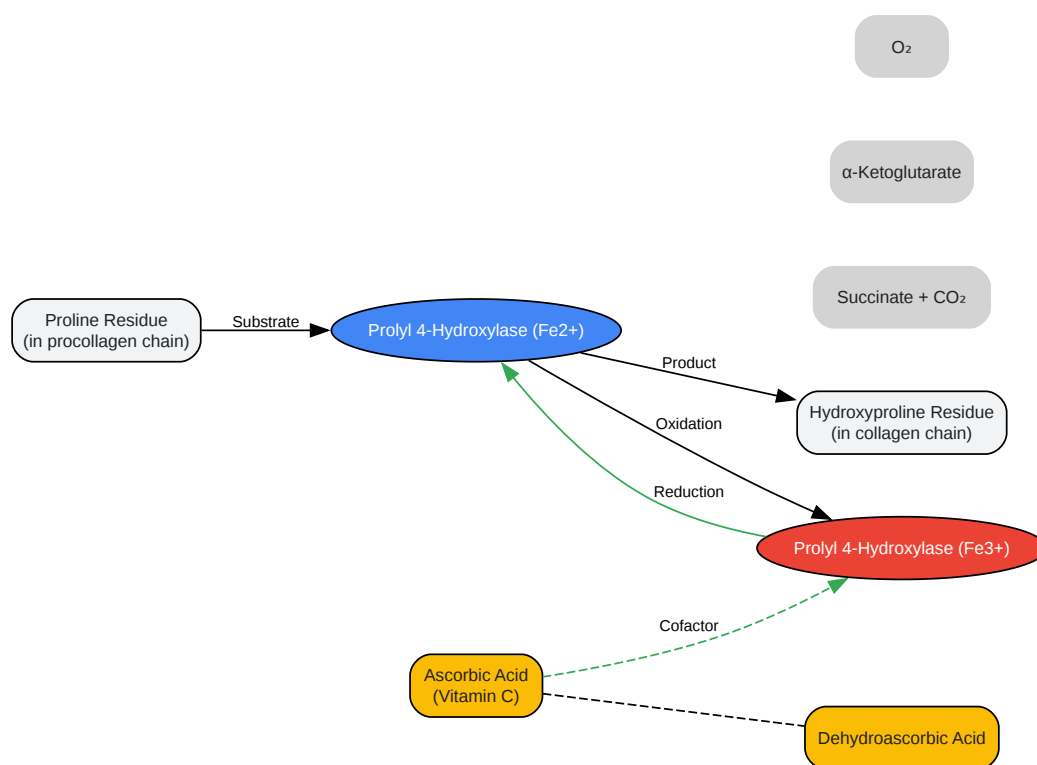 O₂
α-Ketoglutarate
Succinate + CO₂
Proline Residue
(in procollagen chain)
Substrate
Prolyl 4-Hydroxylase (Fe2+)
Product
Hydroxyproline Residue
(in collagen chain)
Oxidation
Reduction
Prolyl 4-Hydroxylase (Fe3+)
Cofactor
Ascorbic Acid
(Vitamin C)
Dehydroascorbic Acid